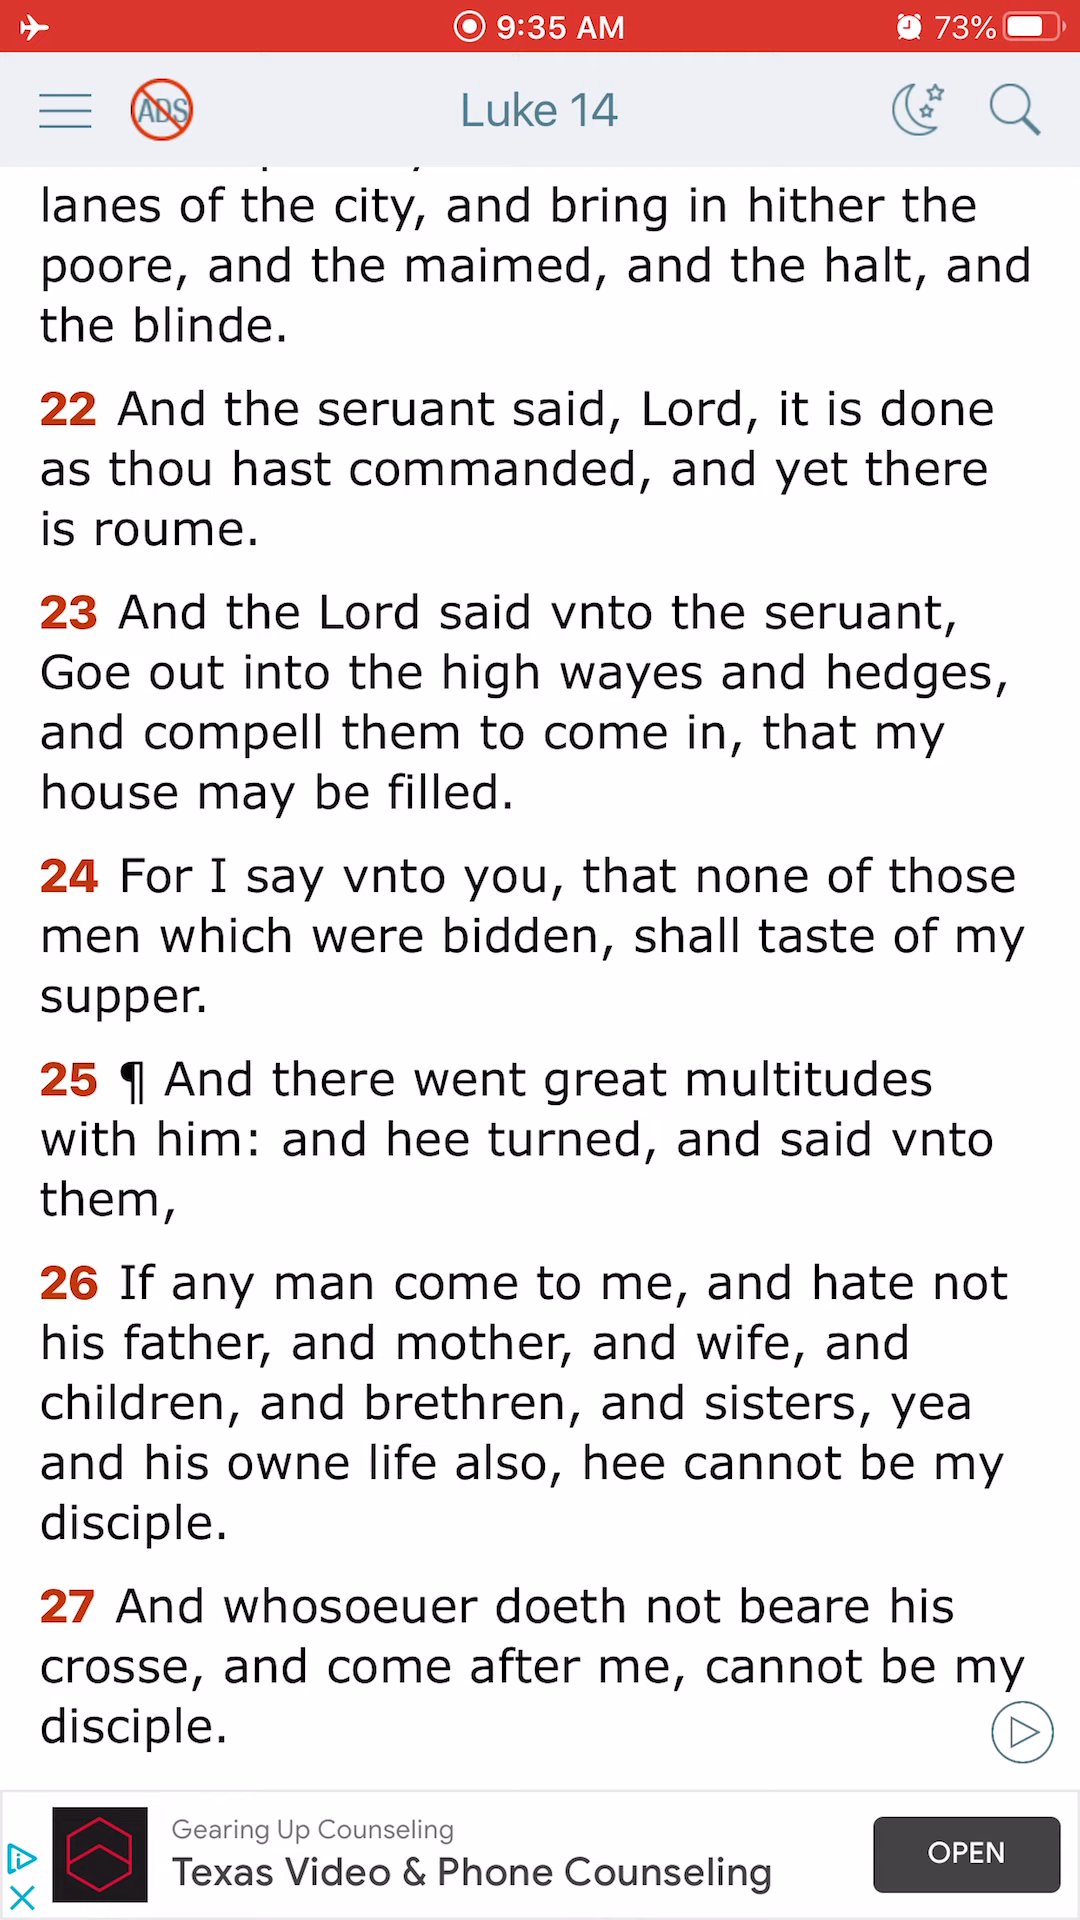 9:35 AM
73%
ADS
Luke 14
lanes of the city, and bring in hither the
poore, and the maimed, and the halt, and
the blinde.
22 And the seruant said, Lord, it is done
as thou hast commanded, and yet there
is roume.
23 And the Lord said vnto the seruant,
Goe out into the high wayes and hedges,
and compell them to come in, that my
house may be filled.
24 For I say vnto you, that none of those
men which were bidden, shall taste of my
supper.
25 ¶ And there went great multitudes
with him: and hee turned, and said vnto
them,
26 If any man come to me, and hate not
his father, and mother, and wife, and
children, and brethren, and sisters, yea
and his owne life also, hee cannot be my
disciple.
27 And whosoeuer doeth not beare his
crosse, and come after me, cannot be my
disciple.
Gearing Up Counseling
Texas Video & Phone Counseling
OPEN